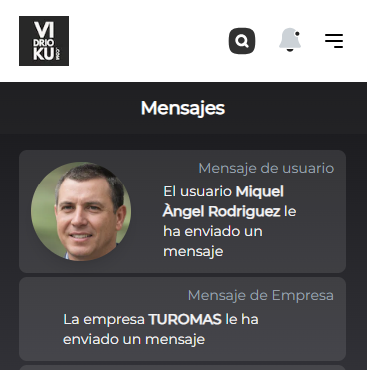 VI
DRIO
KU
Mensajes
Mensaje de usuario
El usuario Miquel
Àngel Rodriguez le
ha enviado un
mensaje
Mensaje de Empresa
La empresa TUROMAS le ha
enviado un mensaje